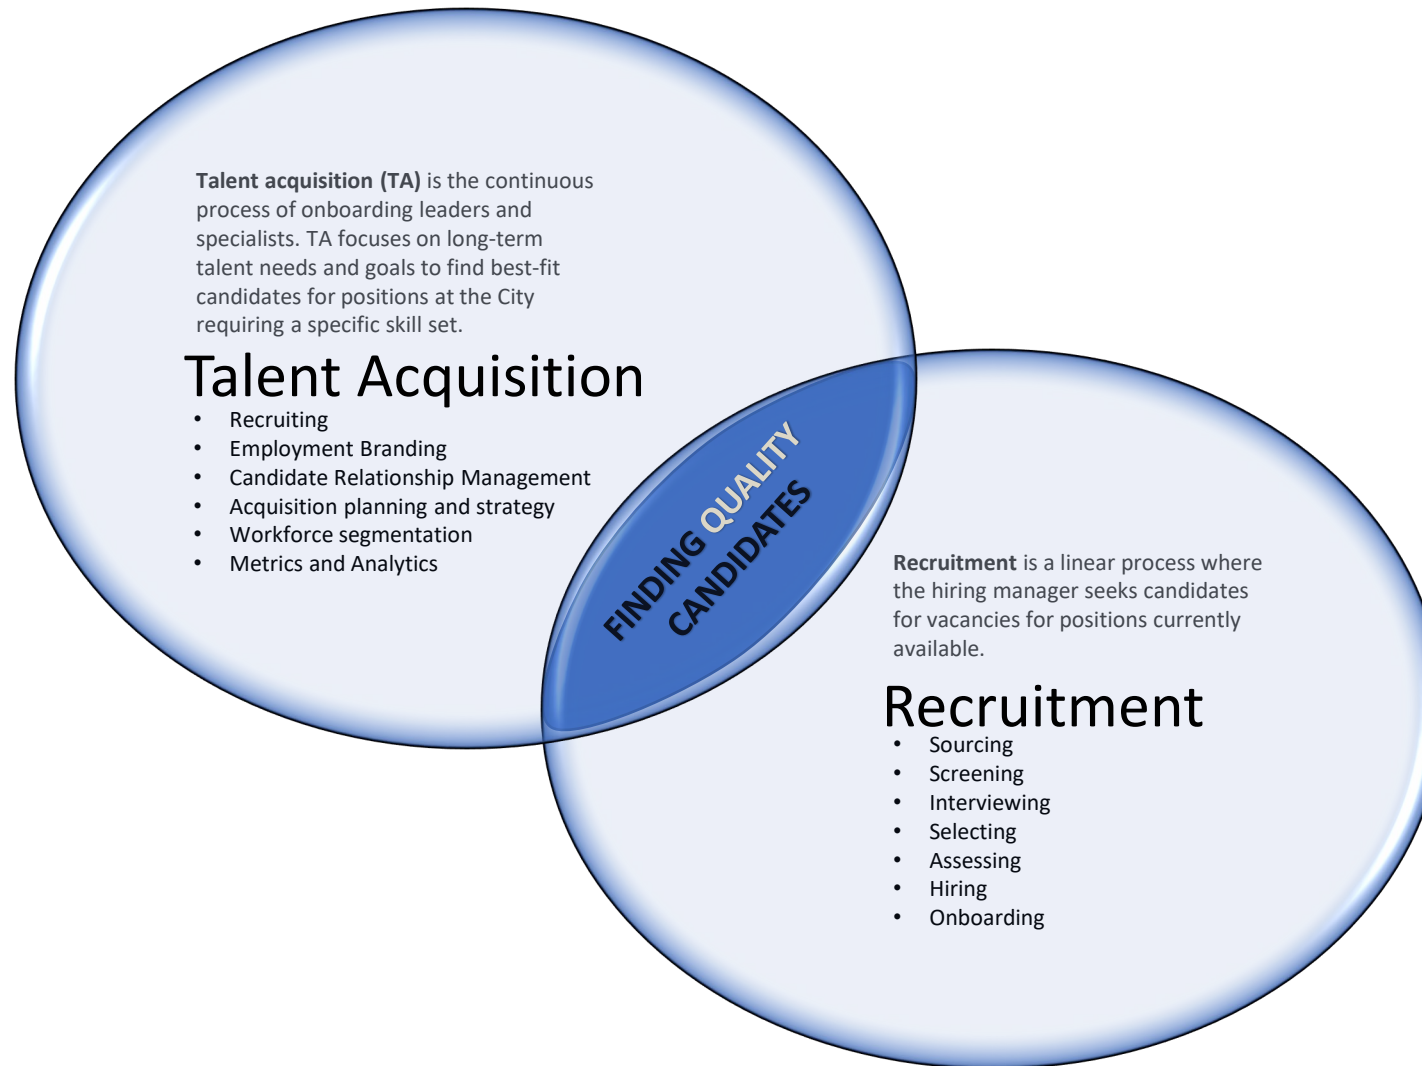 Talent acquisition (TA) is the continuous
process of onboarding leaders and
specialists. TA focuses on long-term
talent needs and goals to find best-fit
candidates for positions at the City
requiring a specific skill set.
Talent Acquisition
• Recruiting
• Employment Branding
• Candidate Relationship Management
• Acquisition planning and strategy
• Workforce segmentation
• Metrics and Analytics
FINDING QUALITY
CANDIDATES
Recruitment is a linear process where
the hiring manager seeks candidates
for vacancies for positions currently
available.
Recruitment
• Sourcing
• Screening
• Interviewing
• Selecting
• Assessing
• Hiring
• Onboarding